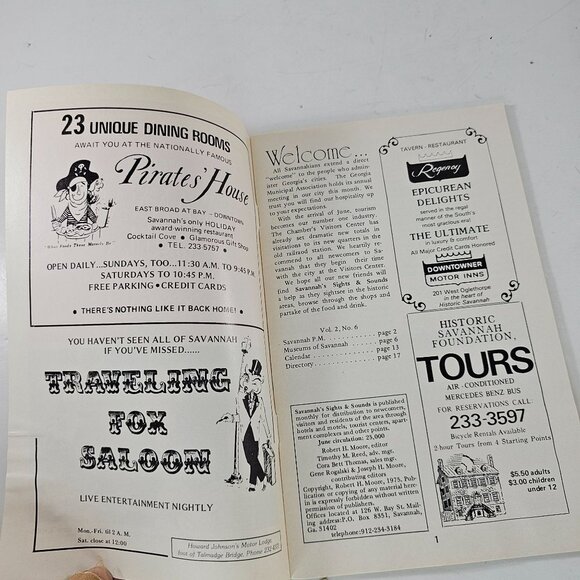 23 UNIQUE DINING ROOMS
AWAIT YOU AT THE NATIONALLY FAMOUS
Pirates' House
EAST BROAD AT BAY - DOWNTOWN
Savannah's only HOLIDAY
award-winning restaurant
Cocktail Cove • Glamorous Gift Shop
• TEL. 233-5757 •
OPEN DAILY...SUNDAYS, TOO...11:30 A.M. TO 9:45 P.M.
SATURDAYS TO 10:45 P.M.
FREE PARKING • CREDIT CARDS
• THERE'S NOTHING LIKE IT BACK HOME! •
YOU HAVEN'T SEEN ALL OF SAVANNAH
IF YOU'VE MISSED......
TRAVELING
FOX
SALOON
LIVE ENTERTAINMENT NIGHTLY
Mon.-Fri. til 2 A.M.
Sat. close at 12:00
Howard Johnson's Motor Lodge,
foot of Talmadge Bridge, Phone
Welcome...
All Savannahians extend a direct
"welcome" to the people who admin-
ister Georgia's cities. The Georgia
Municipal Association holds its annual
meeting in our city this month. We
trust you will find our hospitality up
to your expectations.
With the arrival of June, tourism
becomes our number one industry.
The Chamber's Visitors Center has
already set dramatic new totals in
visitations to its new quarters in the
old railroad station. We heartily re-
commend to all newcomers to Sa-
vannah that they begin their time
with the city at the Visitors Center.
We hope all our new friends will
find Savannah's Sights & Sounds
a help as they sightsee in the historic
areas, browse through the shops and
partake of the food and drink.
Vol. 2, No. 6
Savannah P.M. page 2
Museums of Savannah page 6
Calendar page 13
Directory page 17
Savannah's Sights & Sounds is published
monthly for distribution to newcomers,
visitors and residents of the area through
hotels and motels, tourist centers, apart-
ment complexes and other points.
June circulation: 25,000
Robert H. Moore, editor
Timothy M. Reed, adv. mgr.
Cora Bett Thomas, sales mgr.
Gene Rogalski & Joseph H. Moore,
contributing editors
Copyright, Robert H. Moore, 1975. Pub-
lication or copying of any material here-
in is forbidden without written permission
of publishers.
Offices located at 126 W. Bay St. Mailing
address:P.O. Box 8351, Savannah,
Ga. 31402
telephone:912-234-3184
TAVERN - RESTAURANT
Regency
EPICUREAN
DELIGHTS
served in the regal
manner of the South's
most gracious era!
THE ULTIMATE
in luxury & comfort
All Major Credit Cards Honored
DOWNTOWNER
MOTOR INNS
201 West Oglethorpe
in the heart of
Historic Savannah
HISTORIC
SAVANNAH
FOUNDATION,
TOURS
AIR-CONDITIONED
MERCEDES BENZ BUS
FOR RESERVATIONS CALL:
233-3597
Bicycle Rentals Available
2-hour Tours from 4 Starting Points
$5.50 adults
$3.00 children
under 12
1